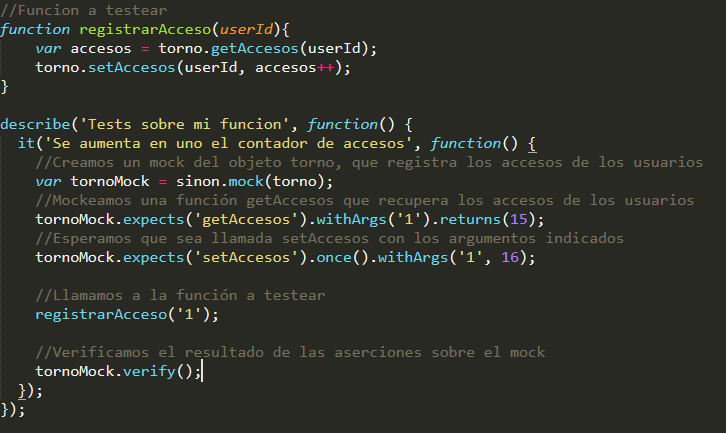 //Funcion a testear
function registrarAcceso(userId){
    var accesos = torno.getAccesos(userId);
    torno.setAccesos(userId, accesos++);
}

describe('Tests sobre mi funcion', function() {
  it('Se aumenta en uno el contador de accesos', function() {
    //Creamos un mock del objeto torno, que registra los accesos de los usuarios
    var tornoMock = sinon.mock(torno);
    //Mockeamos una función getAccesos que recupera los accesos de los usuarios
    tornoMock.expects('getAccesos').withArgs('1').returns(15);
    //Esperamos que sea llamada setAccesos con los argumentos indicados
    tornoMock.expects('setAccesos').once().withArgs('1', 16);

    //Llamamos a la función a testear
    registrarAcceso('1');

    //Verificamos el resultado de las aserciones sobre el mock
    tornoMock.verify();
  });
});